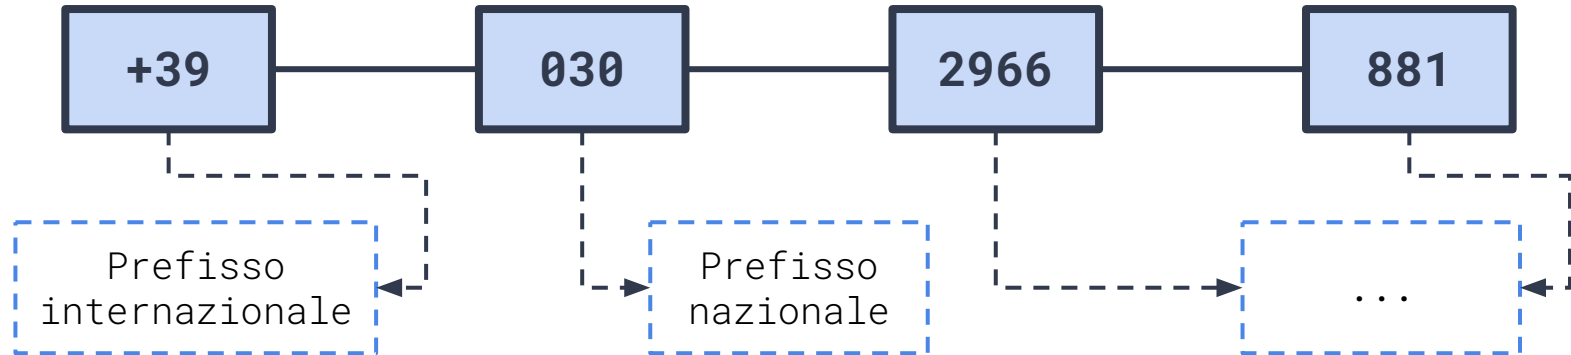 +39
030
2966
881
Prefisso
internazionale
Prefisso
nazionale
...